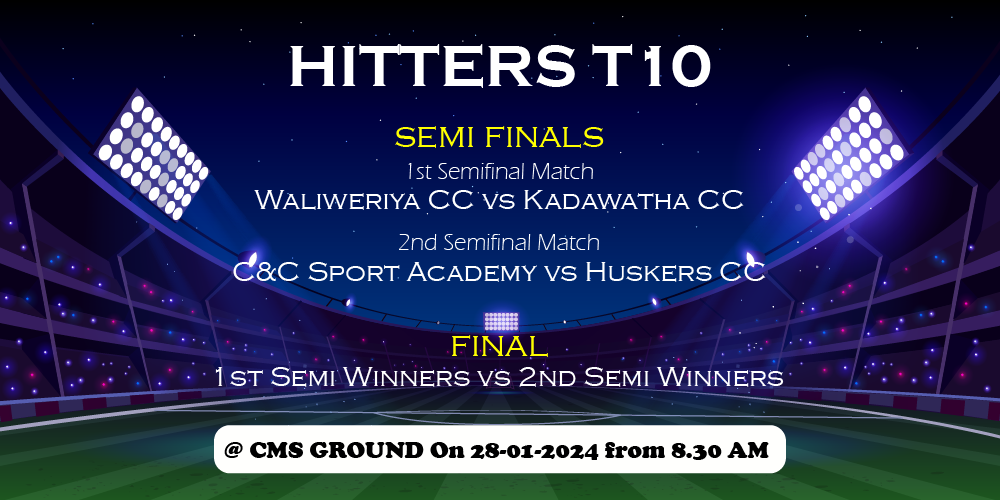 HITTERS T10
SEMI FINALS
1st Semifinal Match
Waliweriya CC vs Kadawatha CC
2nd Semifinal Match
C&C Sport Academy vs Huskers CC
FINAL
1st Semi Winners vs 2nd Semi Winners
@ CMS GROUND On 28-01-2024 from 8.30 AM